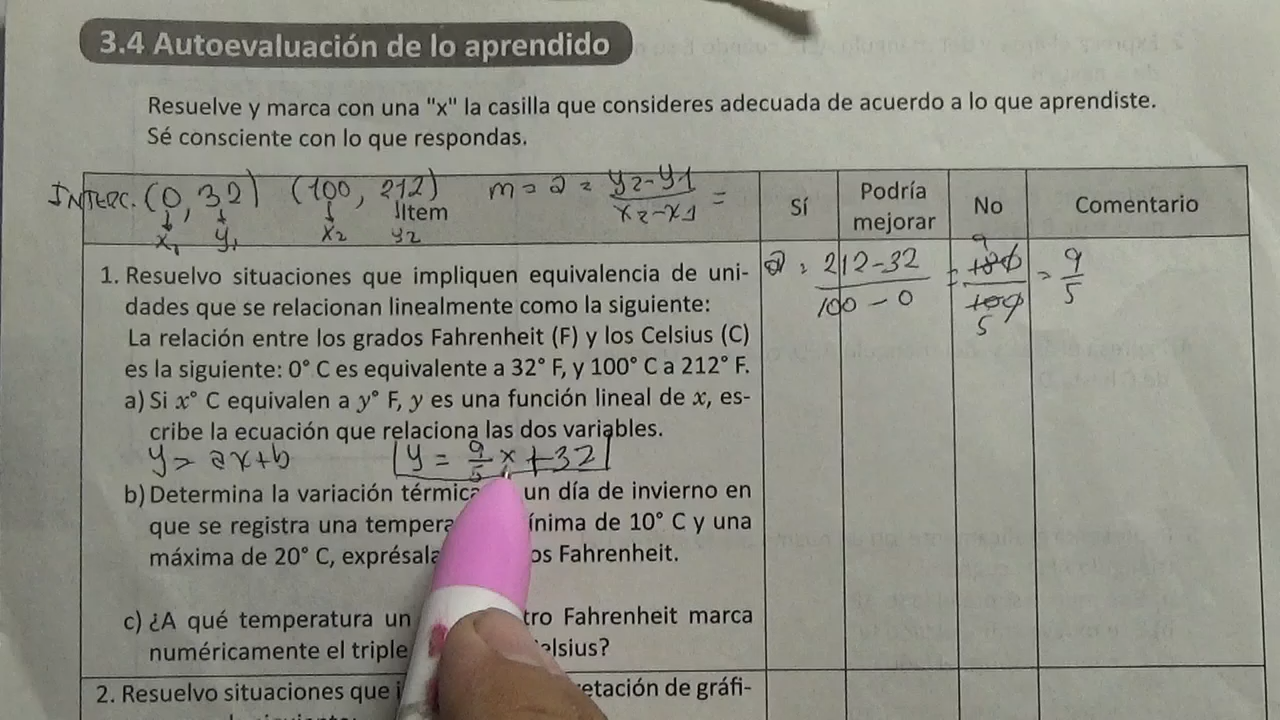 3.4 Autoevaluación de lo aprendido
Resuelve y marca con una "x" la casilla que consideres adecuada de acuerdo a lo que aprendiste.
Sé consciente con lo que respondas.
INTERC. (0, 32) (100, 212) m = a = y2-y1 / x2-x1 =
x1 y1 x2 y2
Ítem
Sí
Podría
mejorar
No
Comentario
a = 212-32 / 100-0 = 180/100 = 9/5
9
5
1. Resuelvo situaciones que impliquen equivalencia de uni-
dades que se relacionan linealmente como la siguiente:
La relación entre los grados Fahrenheit (F) y los Celsius (C)
es la siguiente: 0° C es equivalente a 32° F, y 100° C a 212° F.
a) Si x° C equivalen a y° F, y es una función lineal de x, es-
cribe la ecuación que relaciona las dos variables.
y = ax+b y = 9/5 x + 32
b) Determina la variación térmica un día de invierno en
que se registra una 10° C y una
máxima de 20° C, Fahrenheit.
c) ¿A qué temperatura un Fahrenheit marca
numéricamente el triple
2. Resuelvo situaciones que de gráfi-